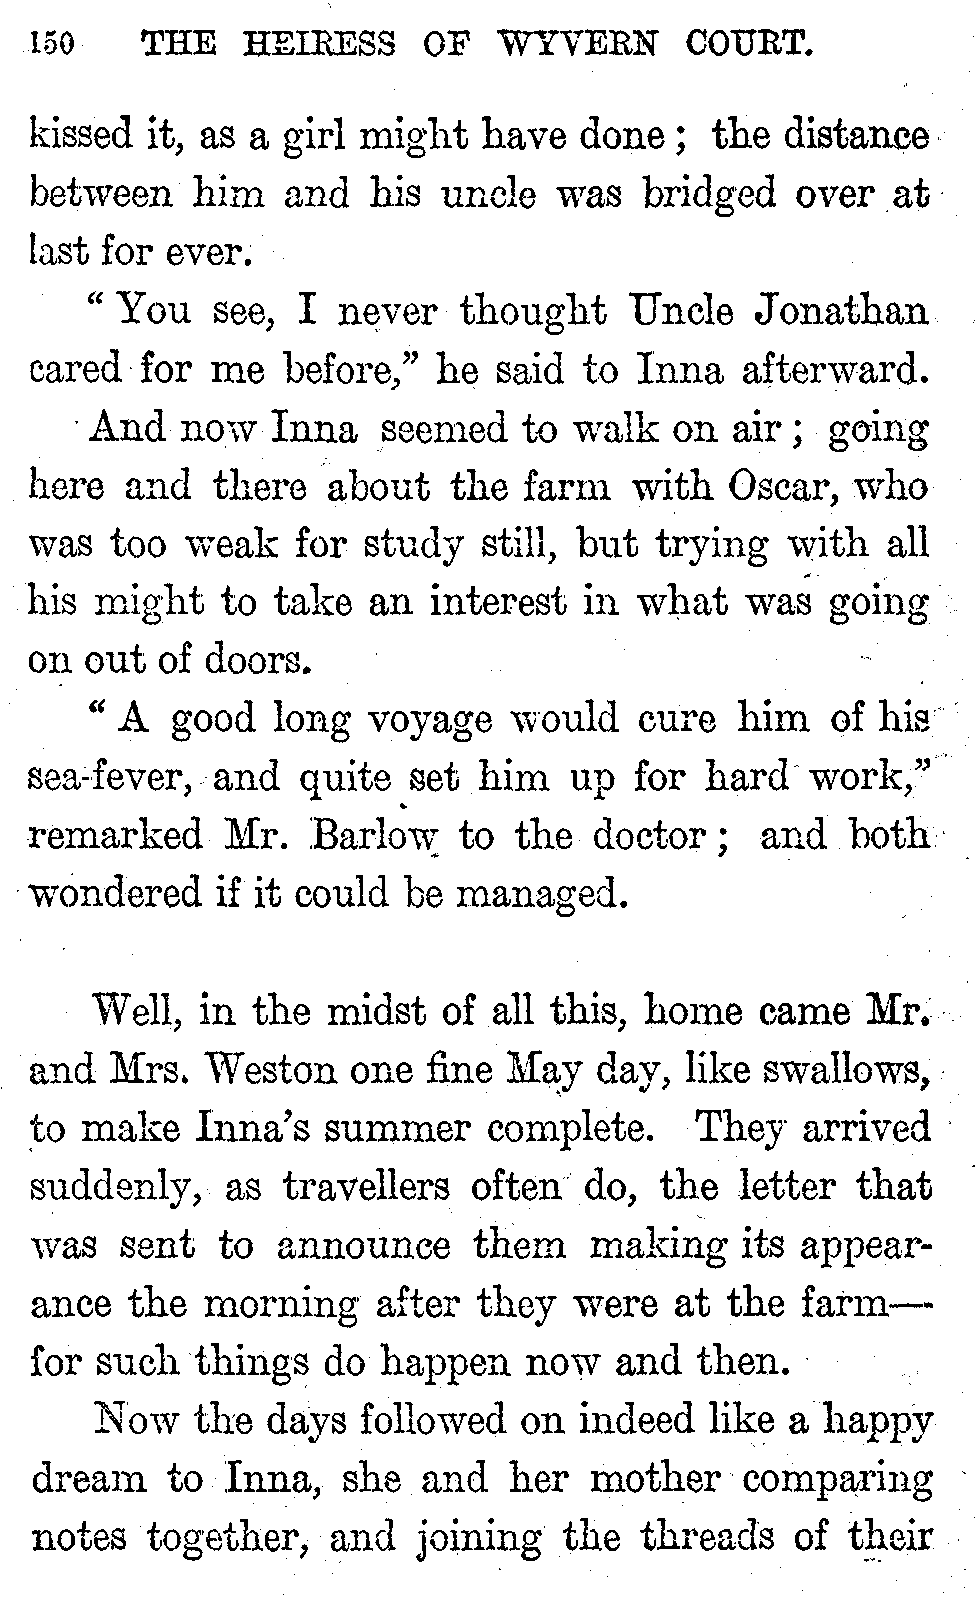 150 THE HEIRESS OF WYVERN COURT.
kissed it, as a girl might have done; the distance
between him and his uncle was bridged over at
last for ever.
“You see, I never thought Uncle Jonathan
cared for me before,” he said to Inna afterward.
And now Inna seemed to walk on air; going
here and there about the farm with Oscar, who
was too weak for study still, but trying with all
his might to take an interest in what was going
on out of doors.
“A good long voyage would cure him of his
sea-fever, and quite set him up for hard work,”
remarked Mr. Barlow to the doctor; and both
wondered if it could be managed.
Well, in the midst of all this, home came Mr.
and Mrs. Weston one fine May day, like swallows,
to make Inna’s summer complete. They arrived
suddenly, as travellers often do, the letter that
was sent to announce them making its appear-
ance the morning after they were at the farm—
for such things do happen now and then.
Now the days followed on indeed like a happy
dream to Inna, she and her mother comparing
notes together, and joining the threads of their